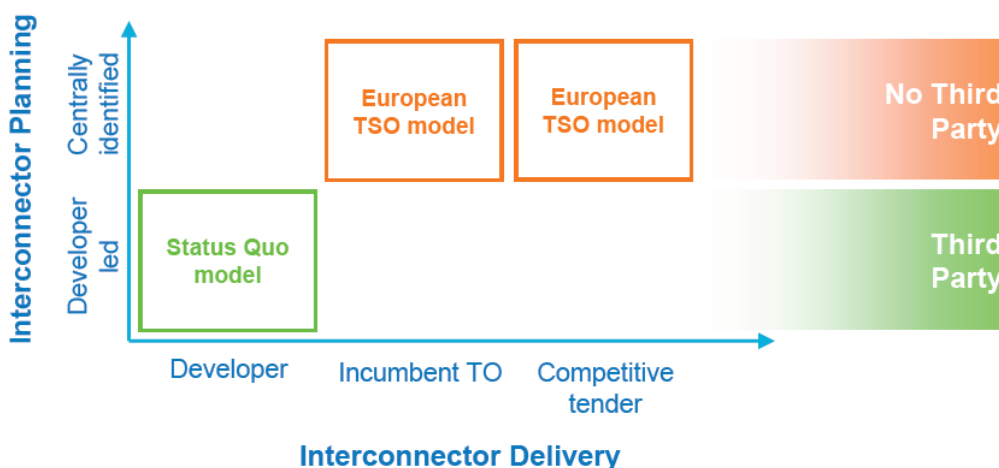 Interconnector Planning
Centrally
identified
Developer
led
European
TSO model
European
TSO model
No Third
Party
Status Quo
model
Third
Party
Developer
Incumbent TO
Competitive
tender
Interconnector Delivery